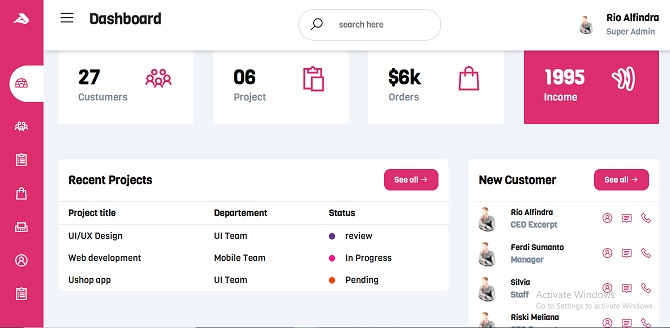 Dashboard
search here
Rio Alfindra
Super Admin
27
Custumers
06
Project
$6k
Orders
1995
Income
Recent Projects
See all →
Project title Departement Status
UI/UX Design UI Team review
Web development Mobile Team In Progress
Ushop app UI Team Pending
New Customer
See all →
Rio Alfindra
CEO Excerpt
Ferdi Sumanto
Manager
Silvia
Staff
Riski Meliana
Activate Windows
Go to Settings to activate Windows.